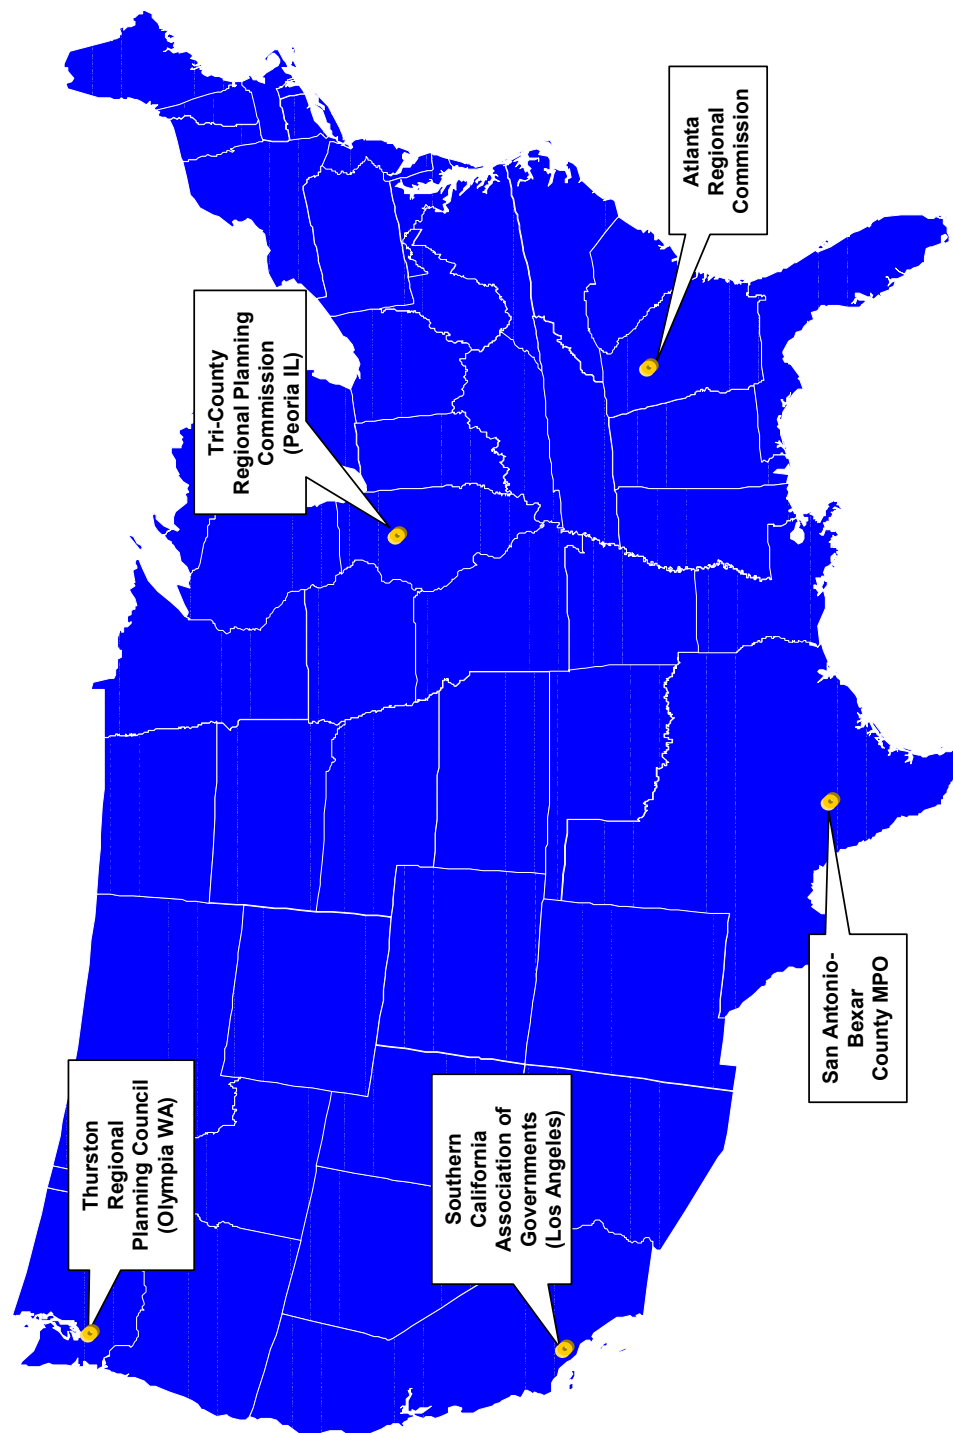 Thurston
Regional
Planning Council
(Olympia WA)
Southern
California
Association of
Governments
(Los Angeles)
San Antonio-
Bexar
County MPO
Tri-County
Regional Planning
Commission
(Peoria IL)
Atlanta
Regional
Commission